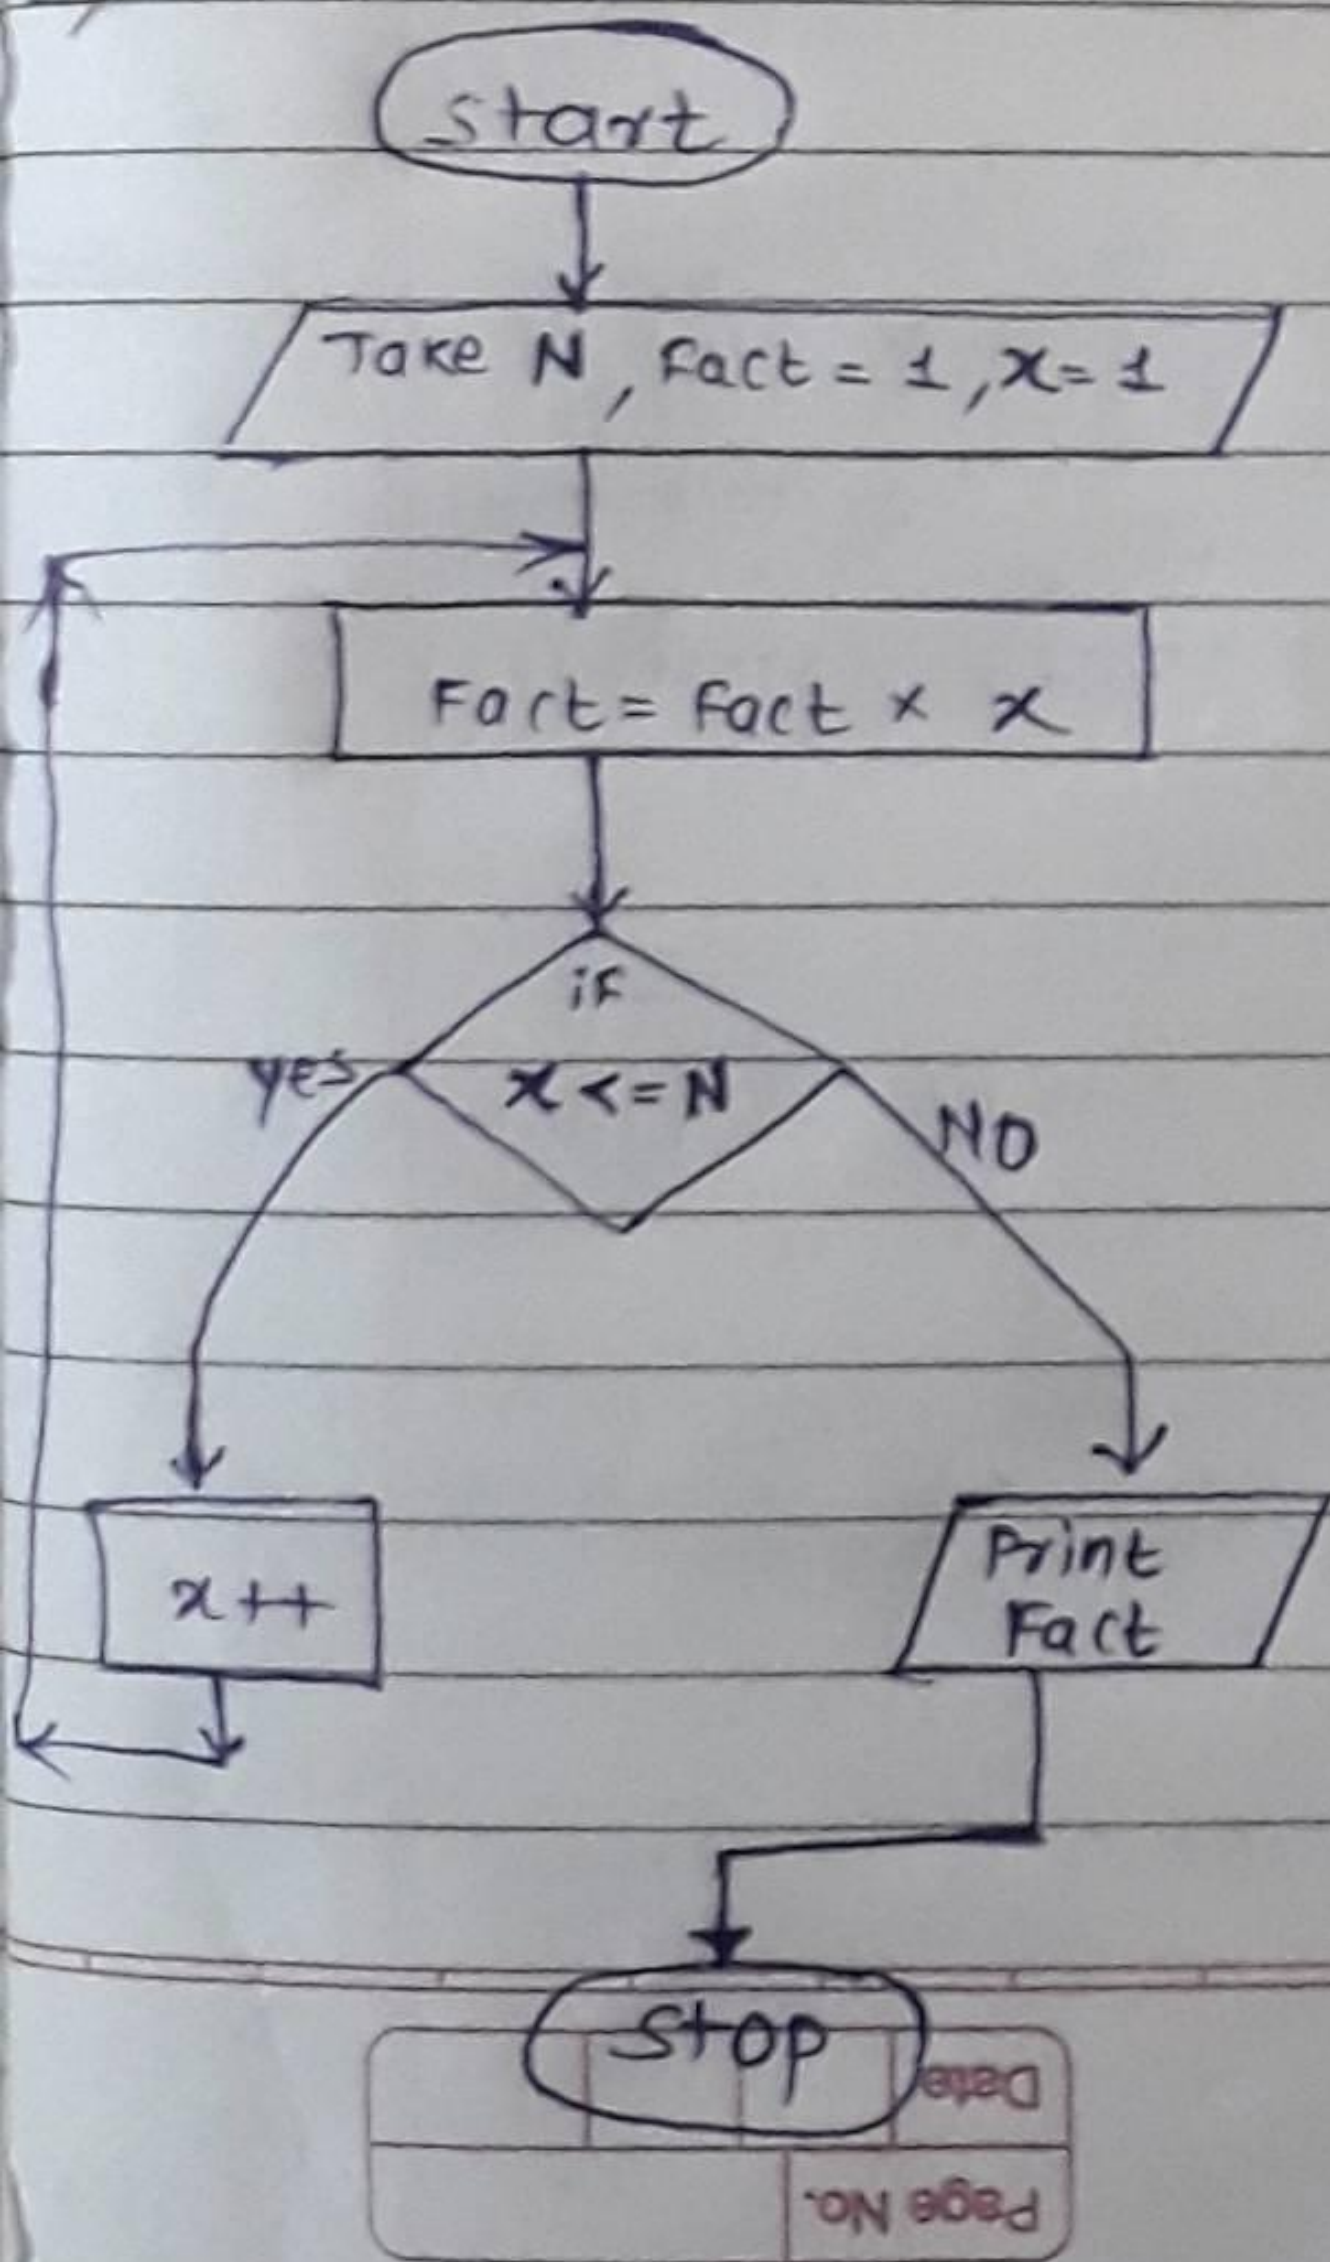 Start
Take N, Fact = 1, x = 1
Fact = Fact × x
if
x <= N
yes
NO
x++
Print
Fact
Stop
Date
Page No.